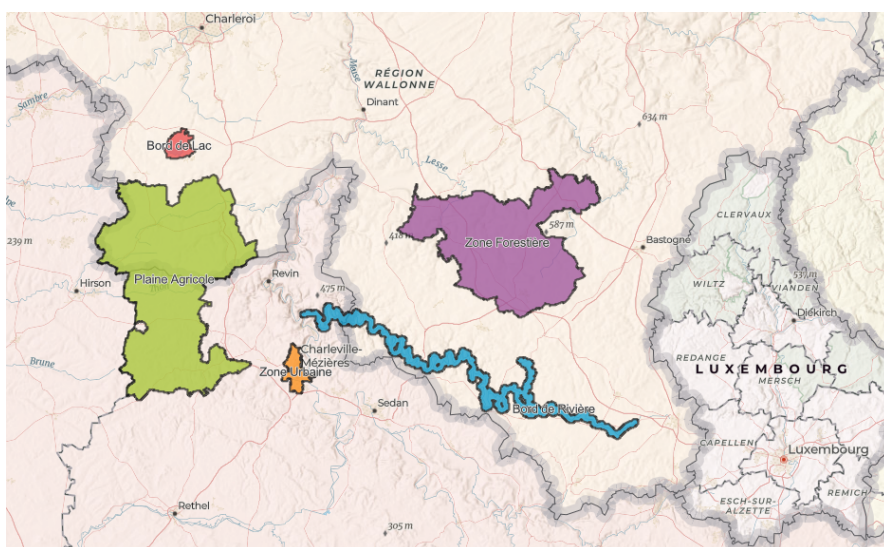 Charleroi
RÉGION
WALLONNE
Meuse
Dinant
Sambre
634 m
Bord de Lac
Lesse
CLERVAUX
239 m
418 m
587 m
Zone Forestière
Bastogne
Hirson
Plaine Agricole
Revin
475 m
WILTZ
VIANDEN
Diekirch
Brune
Charleville-
Mézières
Zone Urbaine
REDANGE
LUXEMBOURG
MERSCH
Sedan
Bord de Rivière
CAPELLEN
Luxembourg
Rethel
ESCH-SUR-
ALZETTE
REMICH
305 m